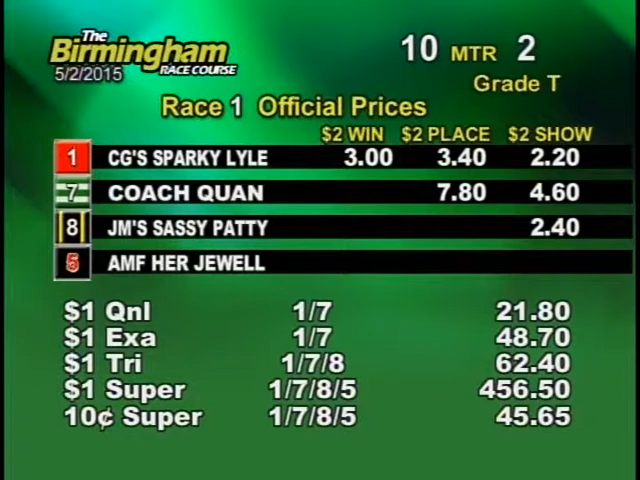 The
Birmingham
RACE COURSE
5/2/2015
10 MTR 2
Grade T
Race 1 Official Prices
$2 WIN $2 PLACE $2 SHOW
1 CG'S SPARKY LYLE 3.00 3.40 2.20
7 COACH QUAN 7.80 4.60
8 JM'S SASSY PATTY 2.40
5 AMF HER JEWELL
$1 Qnl 1/7 21.80
$1 Exa 1/7 48.70
$1 Tri 1/7/8 62.40
$1 Super 1/7/8/5 456.50
10¢ Super 1/7/8/5 45.65